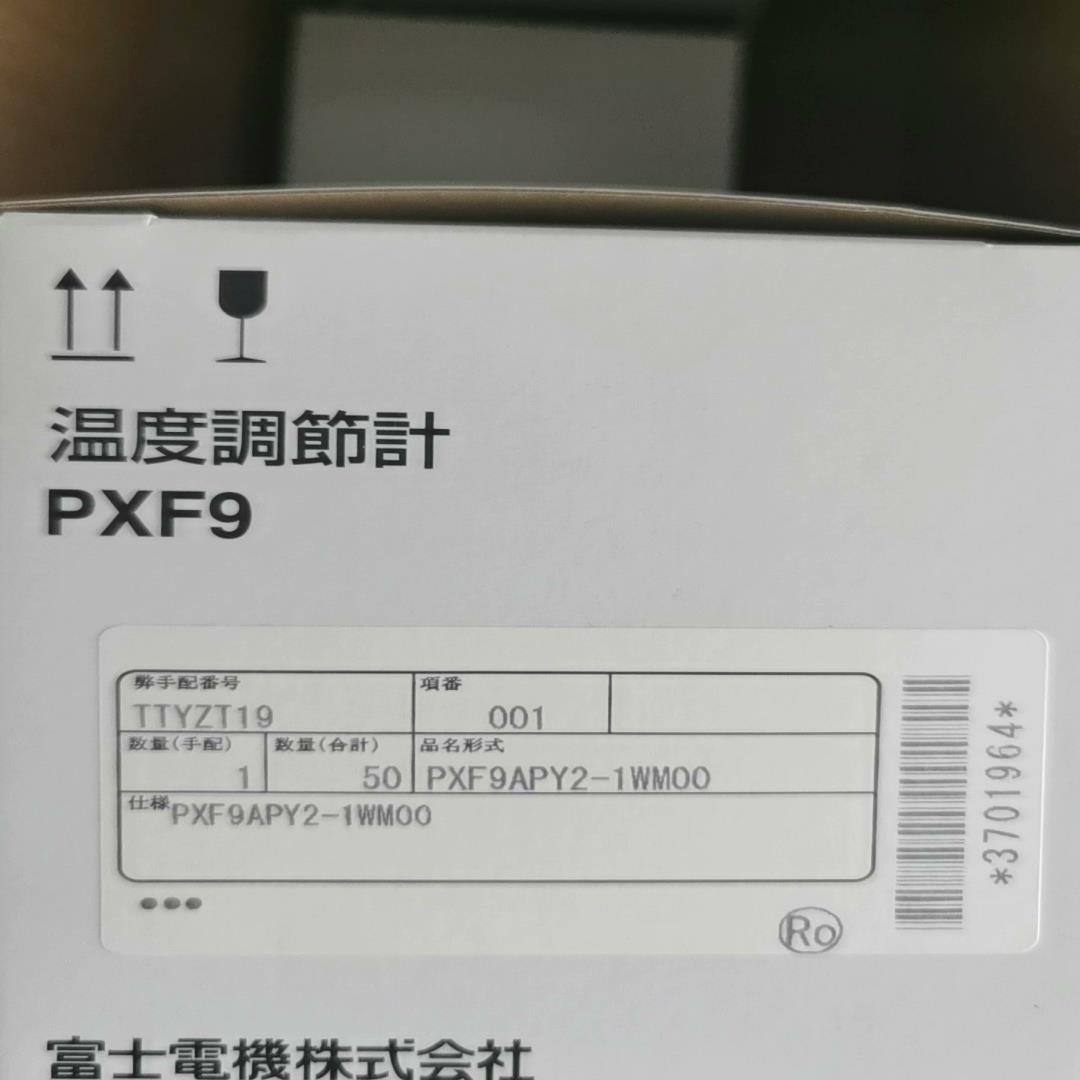 温度調節計
PXF9
弊手配番号 項番
TTYZT19 001
数量(手配) 数量(合計) 品名形式
1 50 PXF9APY2-1WM00
仕様 PXF9APY2-1WM00
Ro
*3701964*
富士電機株式会社